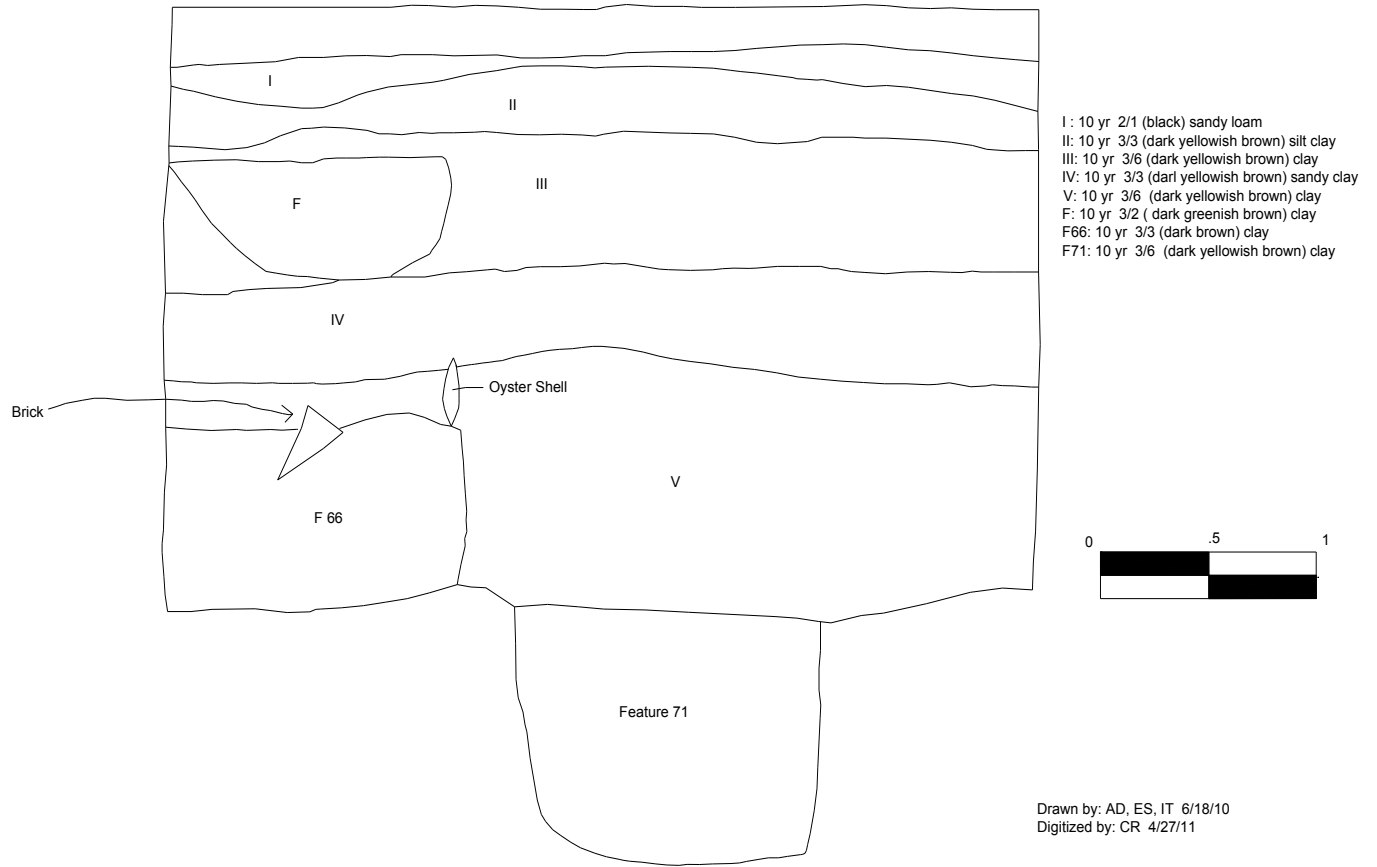 I
II
III
F
IV
Oyster Shell
Brick
V
F 66
Feature 71
I : 10 yr 2/1 (black) sandy loam
II: 10 yr 3/3 (dark yellowish brown) silt clay
III: 10 yr 3/6 (dark yellowish brown) clay
IV: 10 yr 3/3 (darl yellowish brown) sandy clay
V: 10 yr 3/6 (dark yellowish brown) clay
F: 10 yr 3/2 ( dark greenish brown) clay
F66: 10 yr 3/3 (dark brown) clay
F71: 10 yr 3/6 (dark yellowish brown) clay
0 .5 1
Drawn by: AD, ES, IT 6/18/10
Digitized by: CR 4/27/11